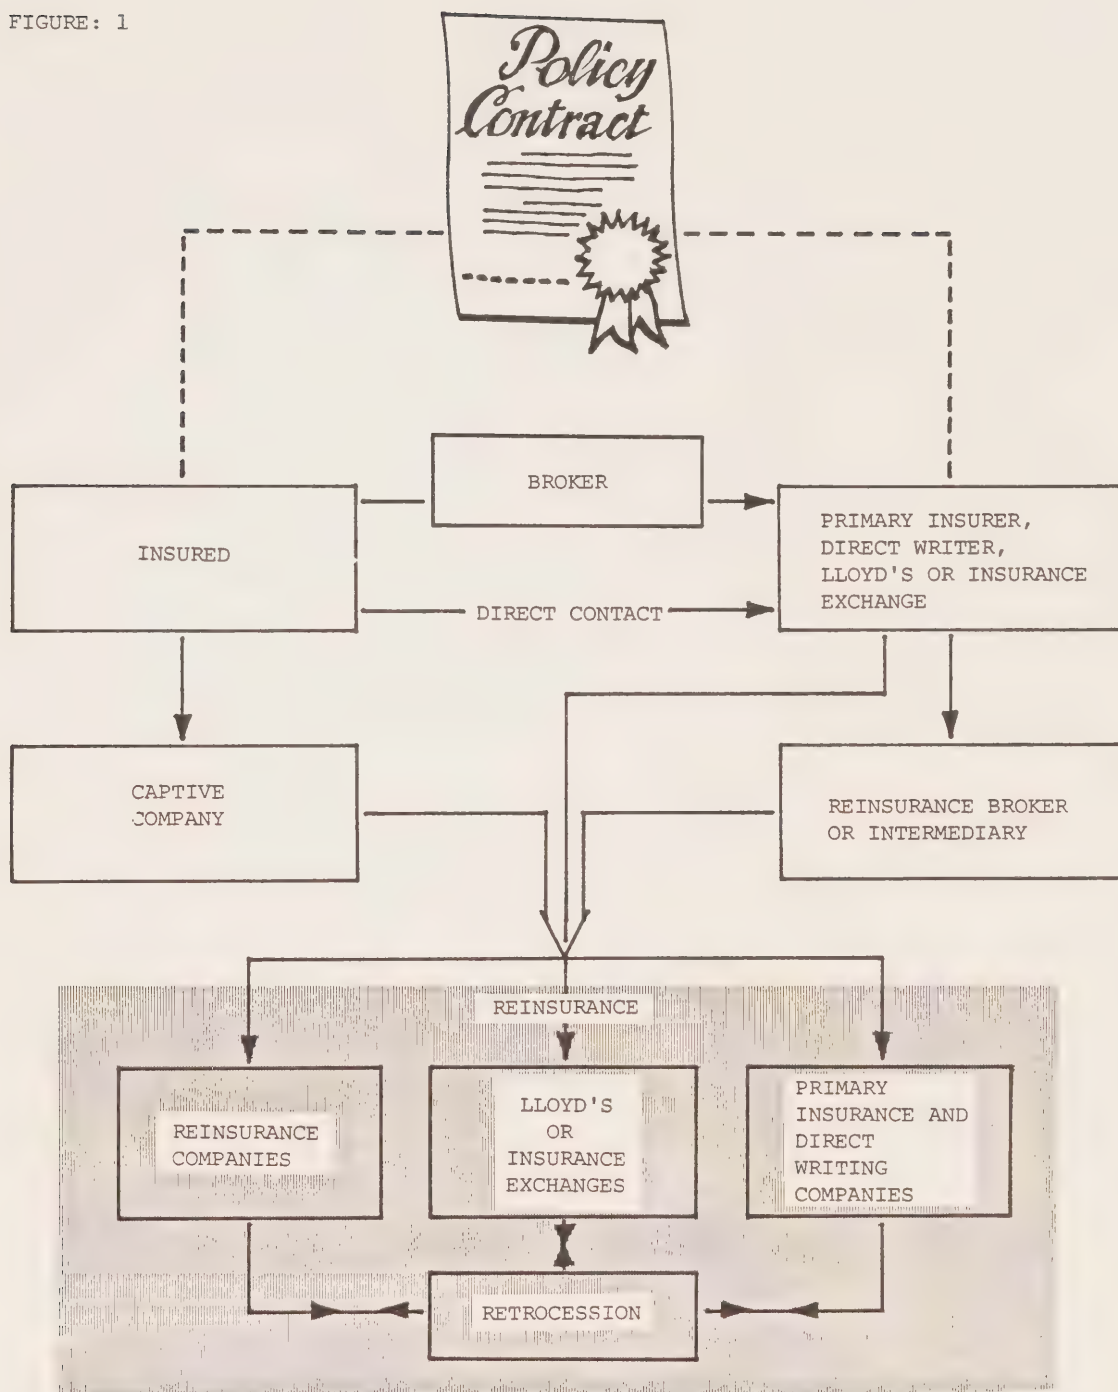 FIGURE: 1
Policy
Contract
BROKER
INSURED
PRIMARY INSURER,
DIRECT WRITER,
LLOYD'S OR INSURANCE
EXCHANGE
DIRECT CONTACT
CAPTIVE
COMPANY
REINSURANCE BROKER
OR INTERMEDIARY
REINSURANCE
REINSURANCE
COMPANIES
LLOYD'S
OR
INSURANCE
EXCHANGES
PRIMARY
INSURANCE AND
DIRECT
WRITING
COMPANIES
RETROCESSION